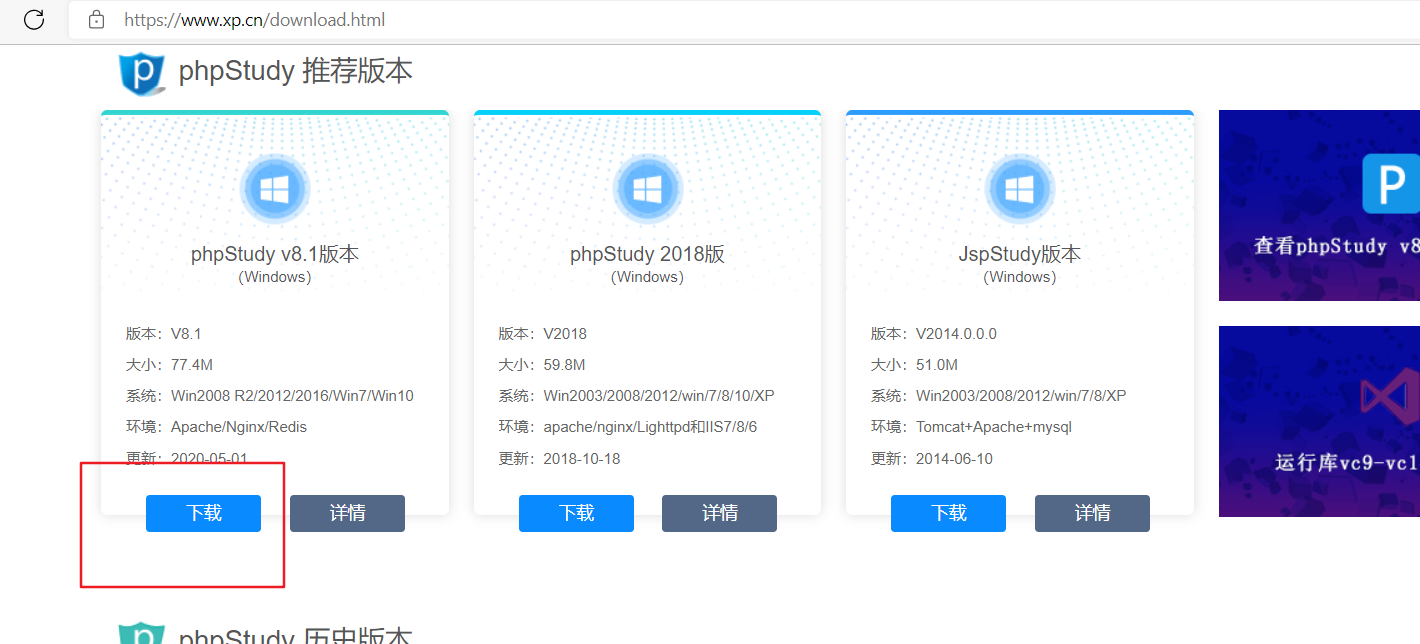 https://www.xp.cn/download.html
phpStudy 推荐版本
phpStudy v8.1版本
(Windows)
版本：V8.1
大小：77.4M
系统：Win2008 R2/2012/2016/Win7/Win10
环境：Apache/Nginx/Redis
更新：2020-05-01
下载
详情
phpStudy 2018版
(Windows)
版本：V2018
大小：59.8M
系统：Win2003/2008/2012/win/7/8/10/XP
环境：apache/nginx/Lighttpd和IIS7/8/6
更新：2018-10-18
下载
详情
JspStudy版本
(Windows)
版本：V2014.0.0.0
大小：51.0M
系统：Win2003/2008/2012/win/7/8/XP
环境：Tomcat+Apache+mysql
更新：2014-06-10
下载
详情
P
查看phpStudy v8
运行库vc9-vc1
phpStudy 历史版本